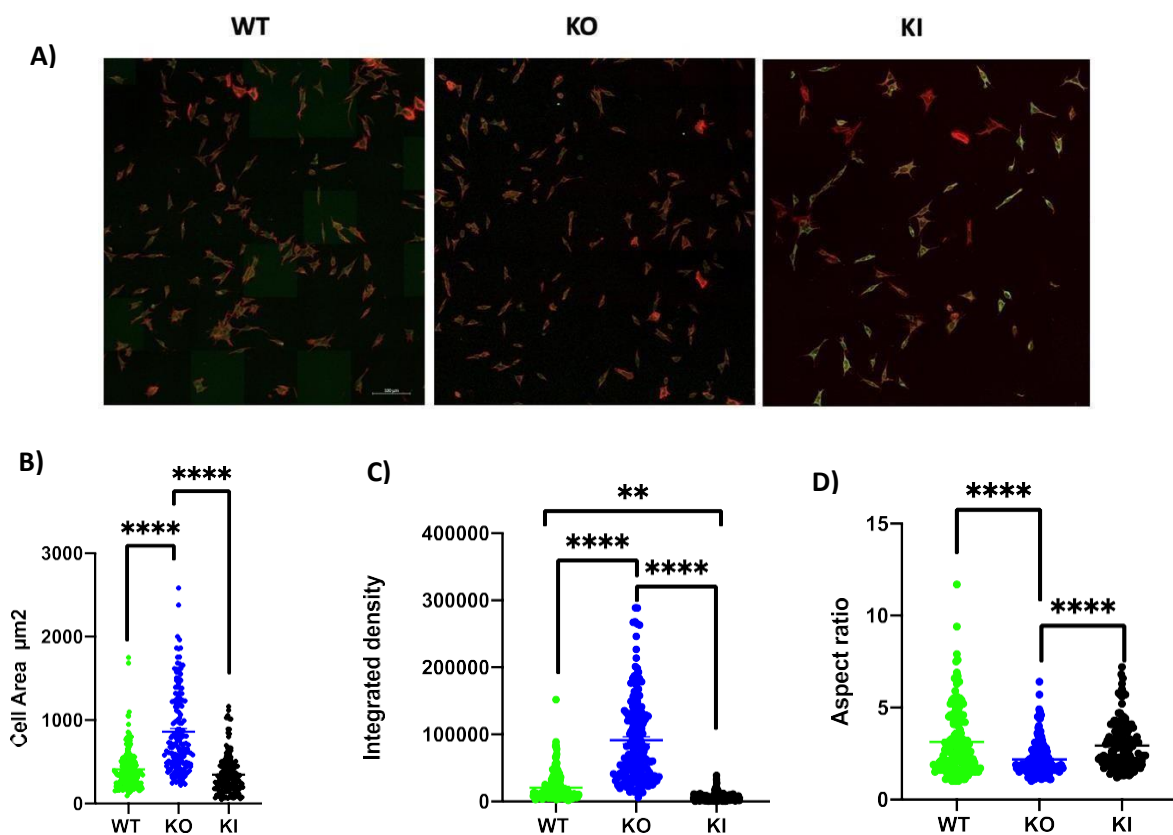 WT KO KI
A)
B)
****
****
Cell Area µm2
3000
2000
1000
0
WT KO KI
C)
**
****
****
Integrated density
400000
300000
200000
100000
0
WT KO KI
D)
****
****
Aspect ratio
15
10
5
0
WT KO KI